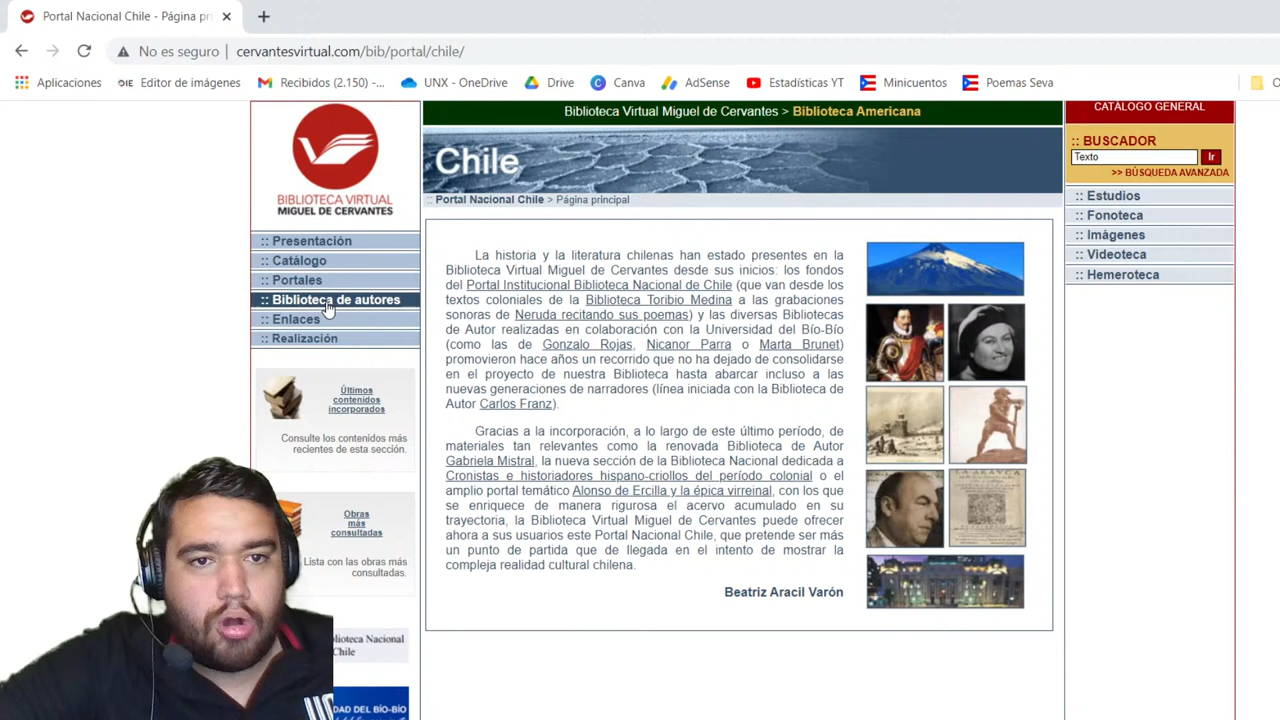 Portal Nacional Chile - Página pr
No es seguro
cervantesvirtual.com/bib/portal/chile/
Aplicaciones
Editor de imágenes
Recibidos (2.150) -...
UNX - OneDrive
Drive
Canva
AdSense
Estadísticas YT
Minicuentos
Poemas Seva
BIBLIOTECA VIRTUAL
MIGUEL DE CERVANTES
:: Presentación
:: Catálogo
:: Portales
:: Biblioteca de autores
:: Enlaces
:: Realización
Últimos
contenidos
incorporados
Consulte los contenidos más
recientes de esta sección.
Obras
más
consultadas
Lista con las obras más
consultadas.
blioteca Nacional
Chile
DAD DEL BÍO-BÍO
Biblioteca Virtual Miguel de Cervantes > Biblioteca Americana
Chile
:: Portal Nacional Chile > Página principal
La historia y la literatura chilenas han estado presentes en la
Biblioteca Virtual Miguel de Cervantes desde sus inicios: los fondos
del Portal Institucional Biblioteca Nacional de Chile (que van desde los
textos coloniales de la Biblioteca Toribio Medina a las grabaciones
sonoras de Neruda recitando sus poemas) y las diversas Bibliotecas
de Autor realizadas en colaboración con la Universidad del Bío-Bío
(como las de Gonzalo Rojas, Nicanor Parra o Marta Brunet)
promovieron hace años un recorrido que no ha dejado de consolidarse
en el proyecto de nuestra Biblioteca hasta abarcar incluso a las
nuevas generaciones de narradores (línea iniciada con la Biblioteca de
Autor Carlos Franz).
Gracias a la incorporación, a lo largo de este último período, de
materiales tan relevantes como la renovada Biblioteca de Autor
Gabriela Mistral, la nueva sección de la Biblioteca Nacional dedicada a
Cronistas e historiadores hispano-criollos del período colonial o el
amplio portal temático Alonso de Ercilla y la épica virreinal, con los que
se enriquece de manera rigurosa el acervo acumulado en su
trayectoria, la Biblioteca Virtual Miguel de Cervantes puede ofrecer
ahora a sus usuarios este Portal Nacional Chile, que pretende ser más
un punto de partida que de llegada en el intento de mostrar la
compleja realidad cultural chilena.
Beatriz Aracil Varón
CATÁLOGO GENERAL
:: BUSCADOR
Texto
Ir
>> BÚSQUEDA AVANZADA
:: Estudios
:: Fonoteca
:: Imágenes
:: Videoteca
:: Hemeroteca